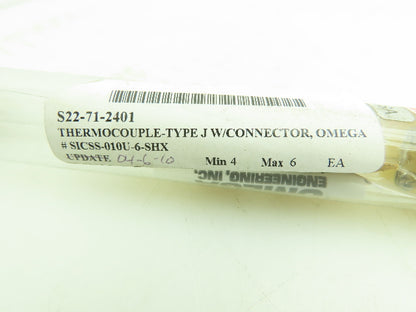 S22-71-2401
THERMOCOUPLE-TYPE J W/CONNECTOR, OMEGA
# SICSS-010U-6-SHX
UPDATE 04-6-10 Min 4 Max 6 EA
ENGINEERING, INC.